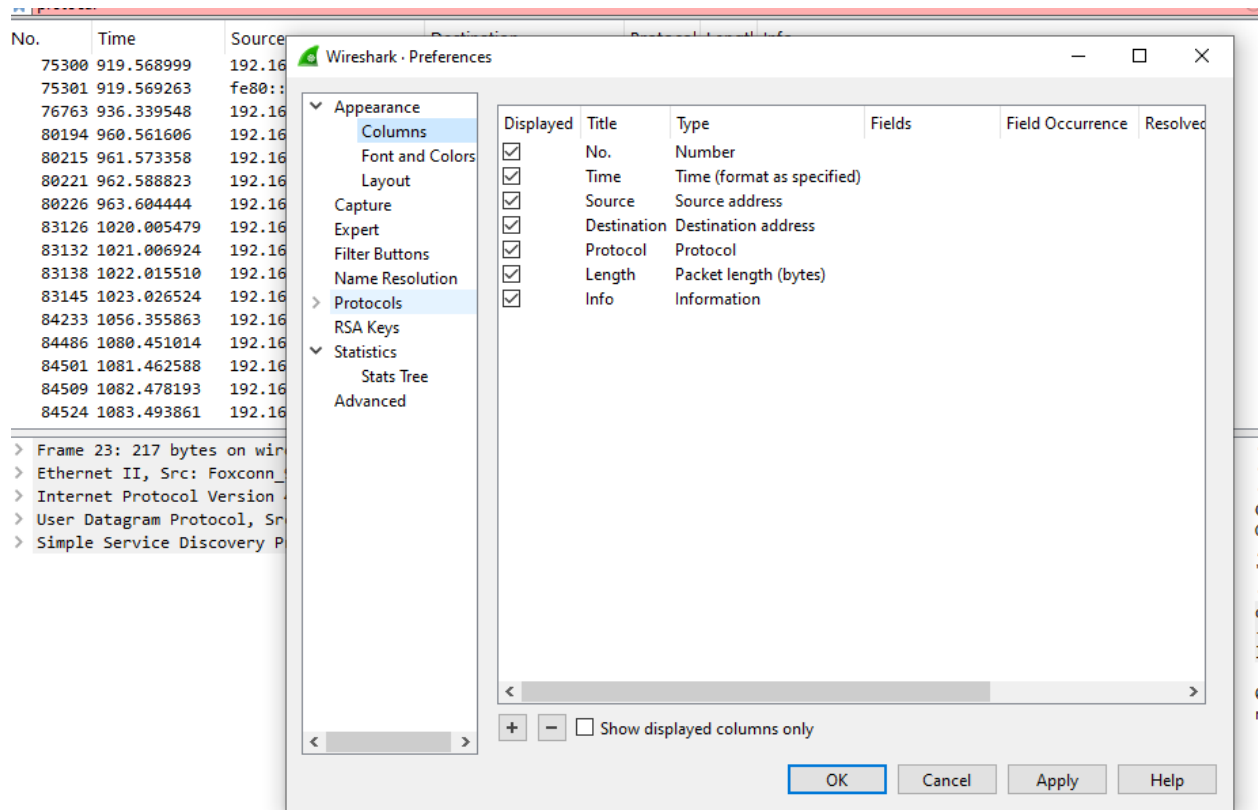 No. Time Source
75300 919.568999 192.16
75301 919.569263 fe80::
76763 936.339548 192.16
80194 960.561606 192.16
80215 961.573358 192.16
80221 962.588823 192.16
80226 963.604444 192.16
83126 1020.005479 192.16
83132 1021.006924 192.16
83138 1022.015510 192.16
83145 1023.026524 192.16
84233 1056.355863 192.16
84486 1080.451014 192.16
84501 1081.462588 192.16
84509 1082.478193 192.16
84524 1083.493861 192.16
Frame 23: 217 bytes on wir
Ethernet II, Src: Foxconn_
Internet Protocol Version
User Datagram Protocol, Sr
Simple Service Discovery P
Wireshark · Preferences
Appearance
Columns
Font and Colors
Layout
Capture
Expert
Filter Buttons
Name Resolution
Protocols
RSA Keys
Statistics
Stats Tree
Advanced
Displayed Title Type Fields Field Occurrence Resolved
No. Number
Time Time (format as specified)
Source Source address
Destination Destination address
Protocol Protocol
Length Packet length (bytes)
Info Information
+ − Show displayed columns only
OK Cancel Apply Help